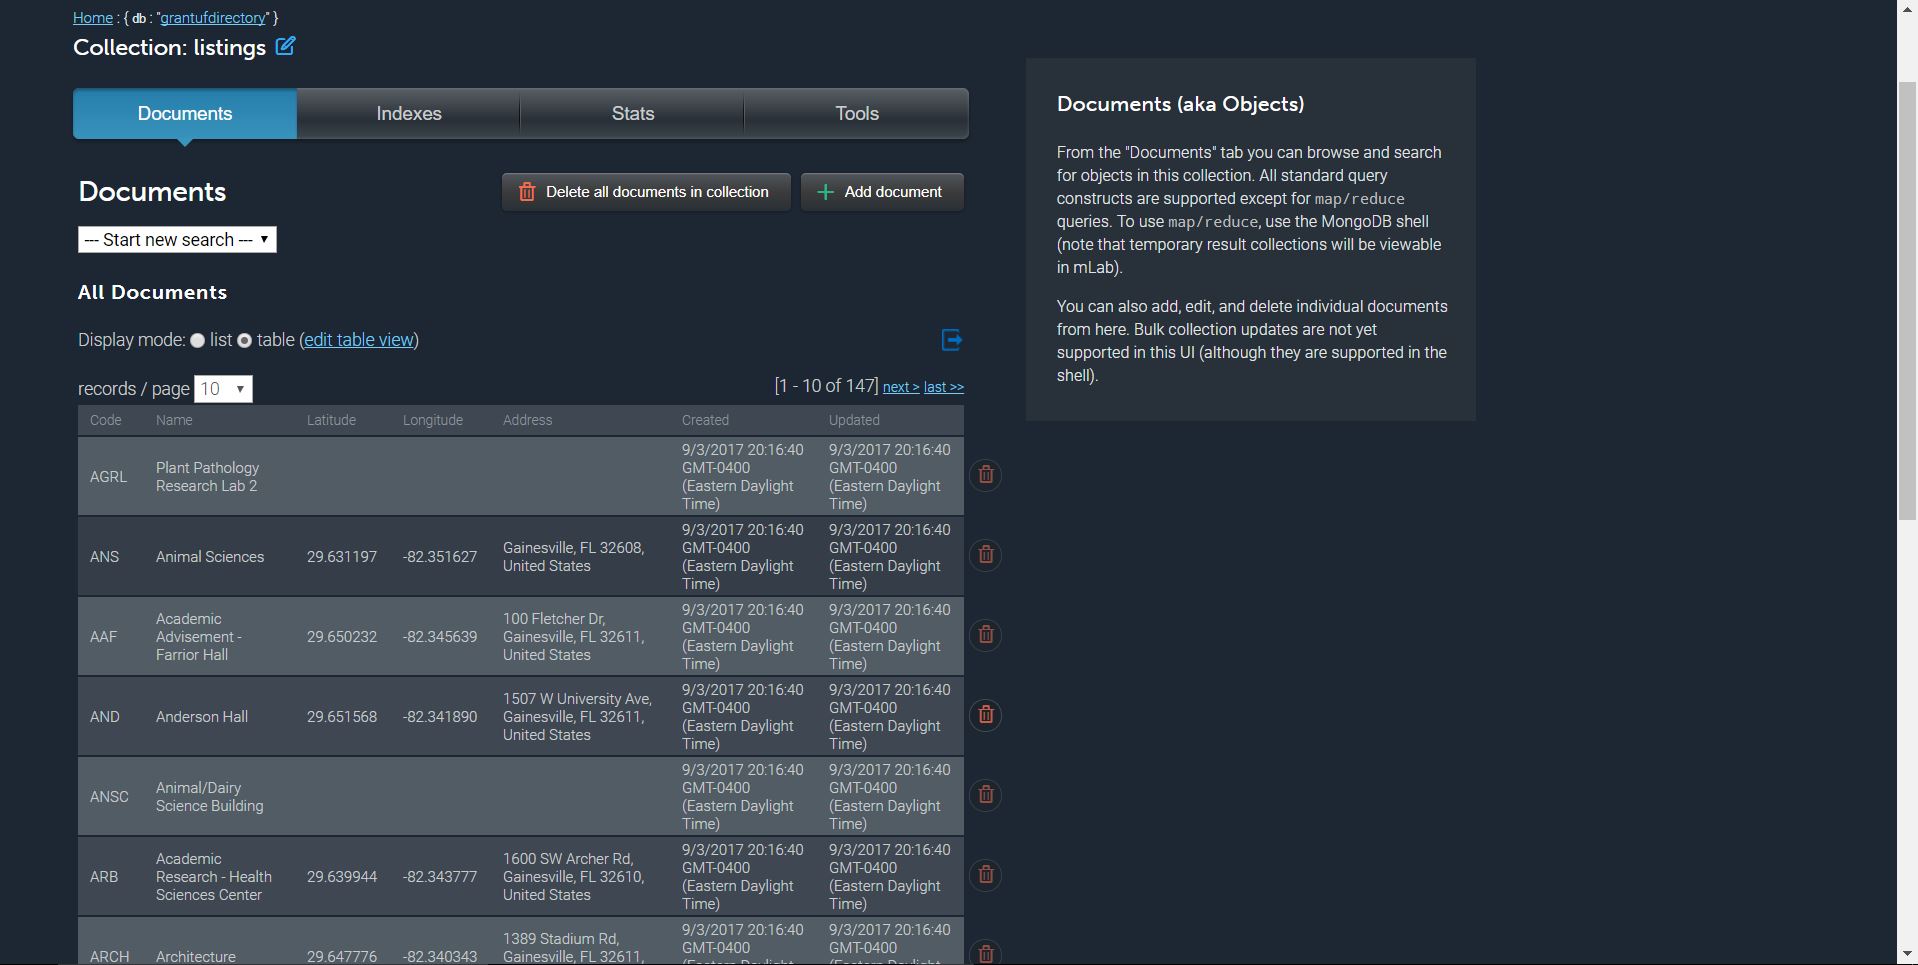 Home : { db : "grantufdirectory" }
Collection: listings
Documents
Indexes
Stats
Tools
Documents
Delete all documents in collection
Add document
--- Start new search ---
All Documents
Display mode: list table (edit table view)
records / page 10
[1 - 10 of 147] next > last >>
Code Name Latitude Longitude Address Created Updated
AGRL
Plant Pathology
Research Lab 2
9/3/2017 20:16:40
GMT-0400
(Eastern Daylight
Time)
9/3/2017 20:16:40
GMT-0400
(Eastern Daylight
Time)
ANS
Animal Sciences
29.631197
-82.351627
Gainesville, FL 32608,
United States
9/3/2017 20:16:40
GMT-0400
(Eastern Daylight
Time)
9/3/2017 20:16:40
GMT-0400
(Eastern Daylight
Time)
AAF
Academic
Advisement -
Farrior Hall
29.650232
-82.345639
100 Fletcher Dr,
Gainesville, FL 32611,
United States
9/3/2017 20:16:40
GMT-0400
(Eastern Daylight
Time)
9/3/2017 20:16:40
GMT-0400
(Eastern Daylight
Time)
AND
Anderson Hall
29.651568
-82.341890
1507 W University Ave,
Gainesville, FL 32611,
United States
9/3/2017 20:16:40
GMT-0400
(Eastern Daylight
Time)
9/3/2017 20:16:40
GMT-0400
(Eastern Daylight
Time)
ANSC
Animal/Dairy
Science Building
9/3/2017 20:16:40
GMT-0400
(Eastern Daylight
Time)
9/3/2017 20:16:40
GMT-0400
(Eastern Daylight
Time)
ARB
Academic
Research - Health
Sciences Center
29.639944
-82.343777
1600 SW Archer Rd,
Gainesville, FL 32610,
United States
9/3/2017 20:16:40
GMT-0400
(Eastern Daylight
Time)
9/3/2017 20:16:40
GMT-0400
(Eastern Daylight
Time)
ARCH
Architecture
29.647776
-82.340343
1389 Stadium Rd,
Gainesville, FL 32611,
9/3/2017 20:16:40
GMT-0400
(Eastern Daylight
9/3/2017 20:16:40
GMT-0400
(Eastern Daylight
Documents (aka Objects)
From the "Documents" tab you can browse and search
for objects in this collection. All standard query
constructs are supported except for map/reduce
queries. To use map/reduce, use the MongoDB shell
(note that temporary result collections will be viewable
in mLab).
You can also add, edit, and delete individual documents
from here. Bulk collection updates are not yet
supported in this UI (although they are supported in the
shell).